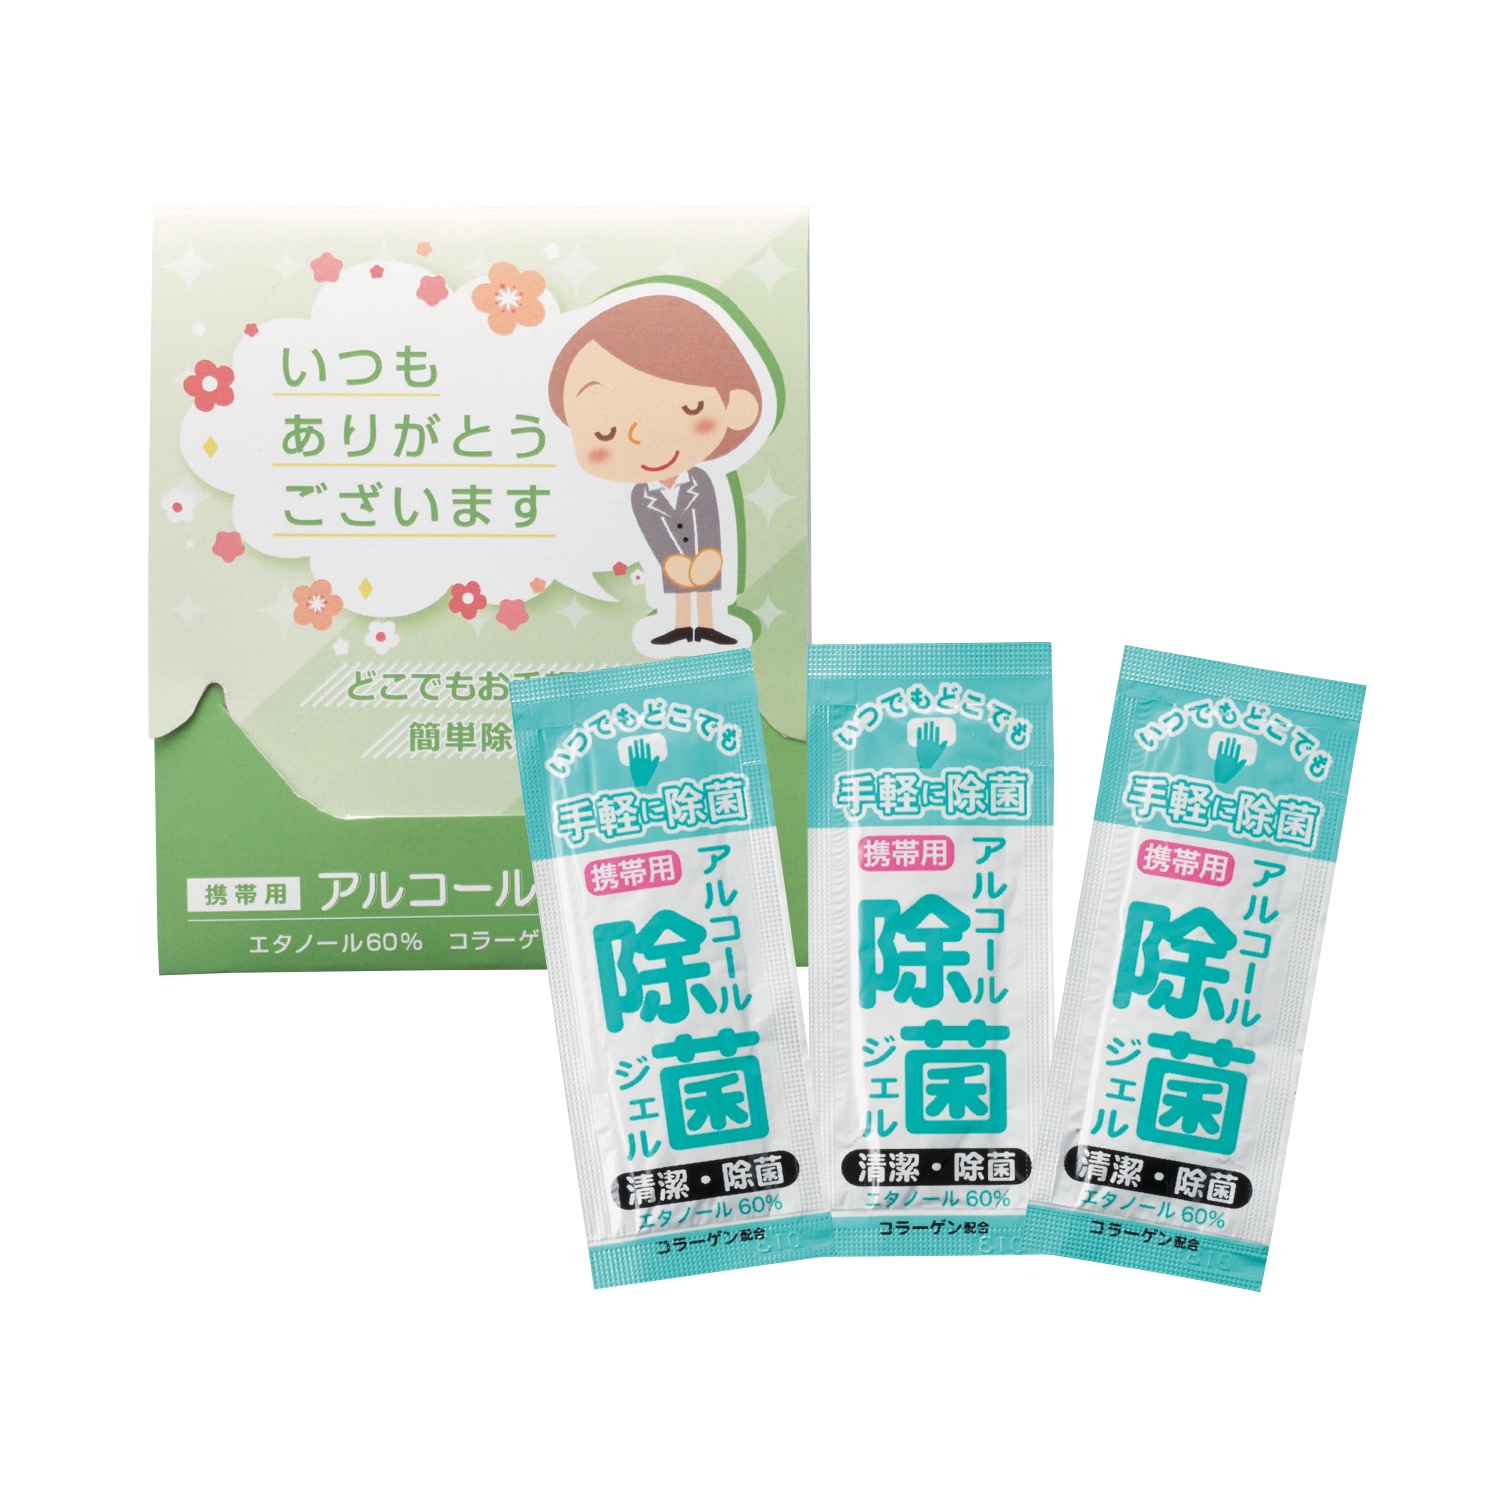 いつも
ありがとう
ございます
どこでもお手軽
簡単除
携帯用 アルコール
エタノール60% コラーゲ
いつでもどこでも
手軽に除菌
携帯用
アルコール
除菌
ジェル
清潔・除菌
エタノール 60%
コラーゲン配合
いつでもどこでも
手軽に除菌
携帯用
アルコール
除菌
ジェル
清潔・除菌
エタノール 60%
コラーゲン配合
いつでもどこでも
手軽に除菌
携帯用
アルコール
除菌
ジェル
清潔・除菌
エタノール 60%
コラーゲン配合